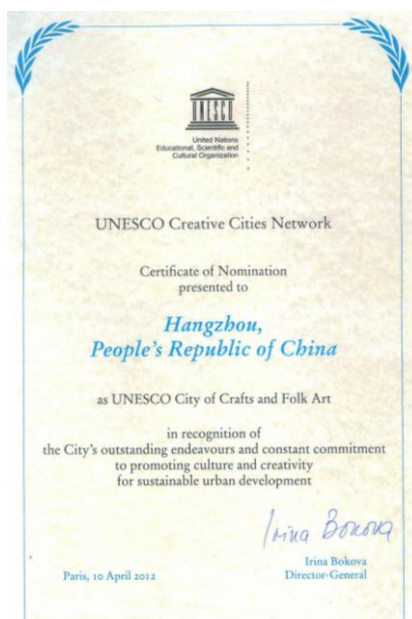 UNESCO
United Nations
Educational, Scientific and
Cultural Organization
UNESCO Creative Cities Network
Certificate of Nomination
presented to
Hangzhou,
People's Republic of China
as UNESCO City of Crafts and Folk Art
in recognition of
the City's outstanding endeavours and constant commitment
to promoting culture and creativity
for sustainable urban development
Irina Bokova
Irina Bokova
Paris, 10 April 2012
Director-General